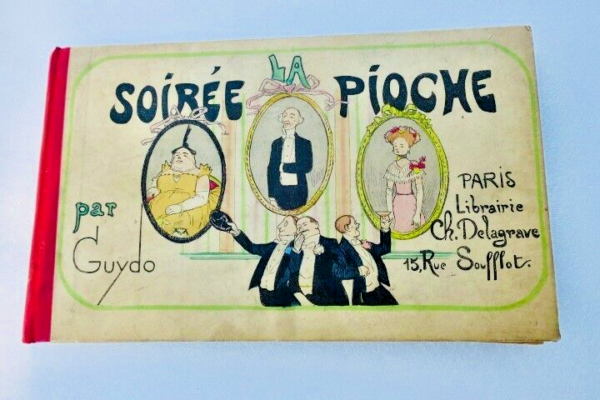 SOIRÉE LA PIOCHE
par
Guydo
PARIS
Librairie
Ch. Delagrave
15, Rue Soufflot.